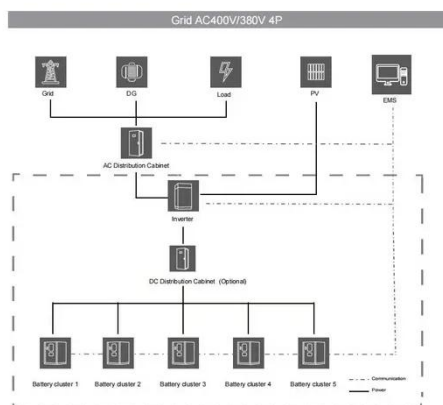 Grid AC400V/380V 4P
Grid DG Load PV EMS
AC Distribution Cabinet
Inverter
DC Distribution Cabinet (Optional)
Battery cluster 1 Battery cluster 2 Battery cluster 3 Battery cluster 4 Battery cluster 5
Communication
Power